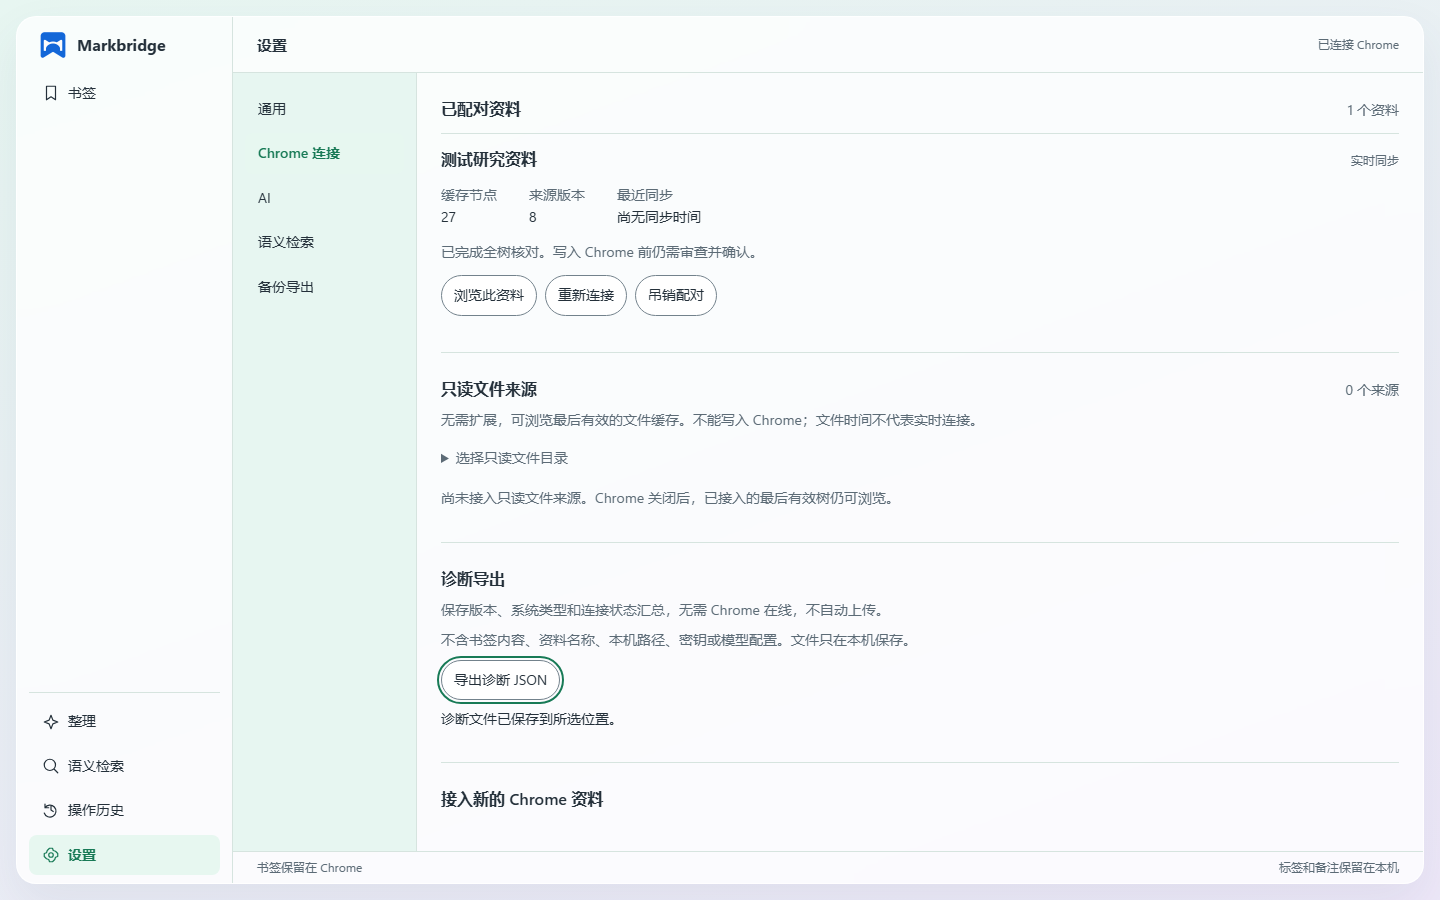 Markbridge
书签
整理
语义检索
操作历史
设置
设置
已连接 Chrome
通用
Chrome 连接
AI
语义检索
备份导出
已配对资料
1 个资料
测试研究资料
实时同步
缓存节点 来源版本 最近同步
27 8 尚无同步时间
已完成全树核对。写入 Chrome 前仍需审查并确认。
浏览此资料 重新连接 吊销配对
只读文件来源
0 个来源
无需扩展，可浏览最后有效的文件缓存。不能写入 Chrome；文件时间不代表实时连接。
选择只读文件目录
尚未接入只读文件来源。Chrome 关闭后，已接入的最后有效树仍可浏览。
诊断导出
保存版本、系统类型和连接状态汇总，无需 Chrome 在线，不自动上传。
不含书签内容、资料名称、本机路径、密钥或模型配置。文件只在本机保存。
导出诊断 JSON
诊断文件已保存到所选位置。
接入新的 Chrome 资料
书签保留在 Chrome
标签和备注保留在本机